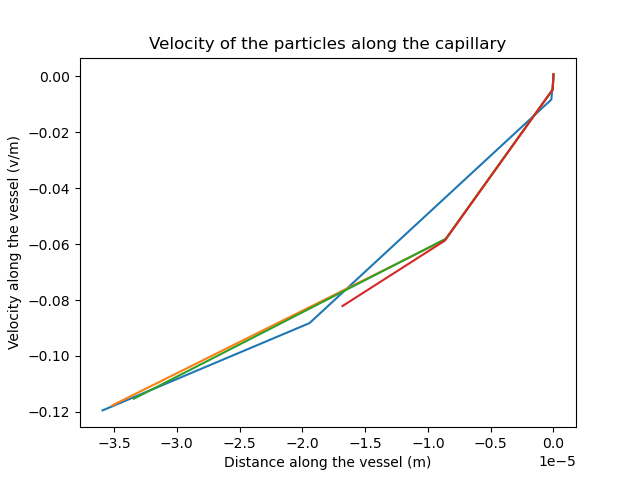 Velocity of the particles along the capillary
0.00
−0.02
−0.04
−0.06
−0.08
−0.10
−0.12
Velocity along the vessel (v/m)
−3.5 −3.0 −2.5 −2.0 −1.5 −1.0 −0.5 0.0
1e−5
Distance along the vessel (m)